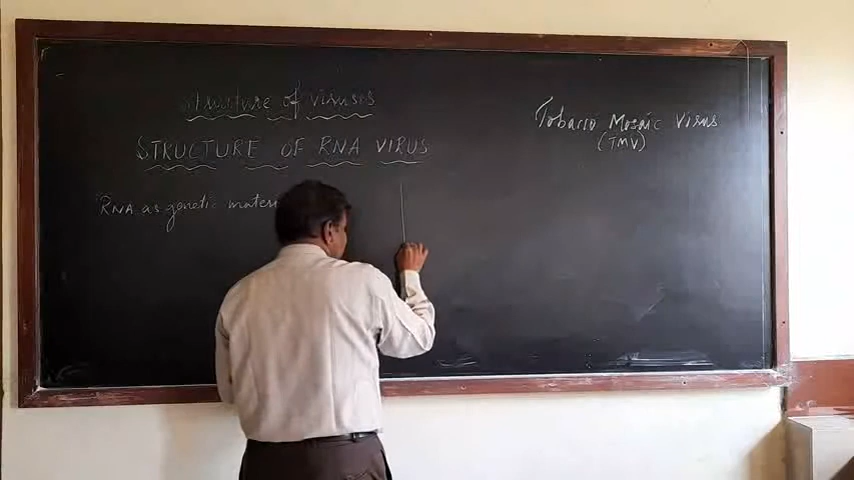 Structure of viruses
STRUCTURE OF RNA VIRUS
RNA as genetic
Tobacco Mosaic Virus
(TMV)